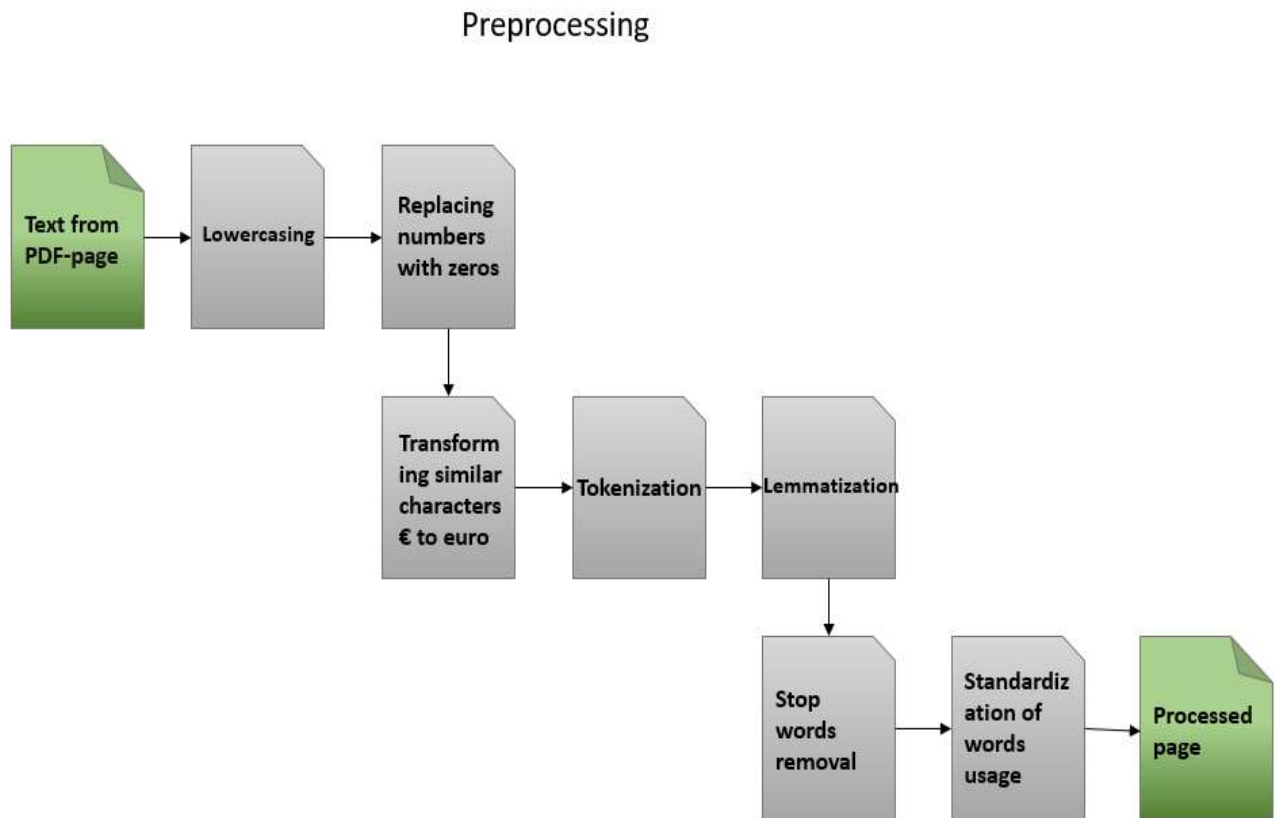 Preprocessing
Text from
PDF-page
Lowercasing
Replacing
numbers
with zeros
Transform
ing similar
characters
€ to euro
Tokenization
Lemmatization
Stop
words
removal
Standardiz
ation of
words
usage
Processed
page